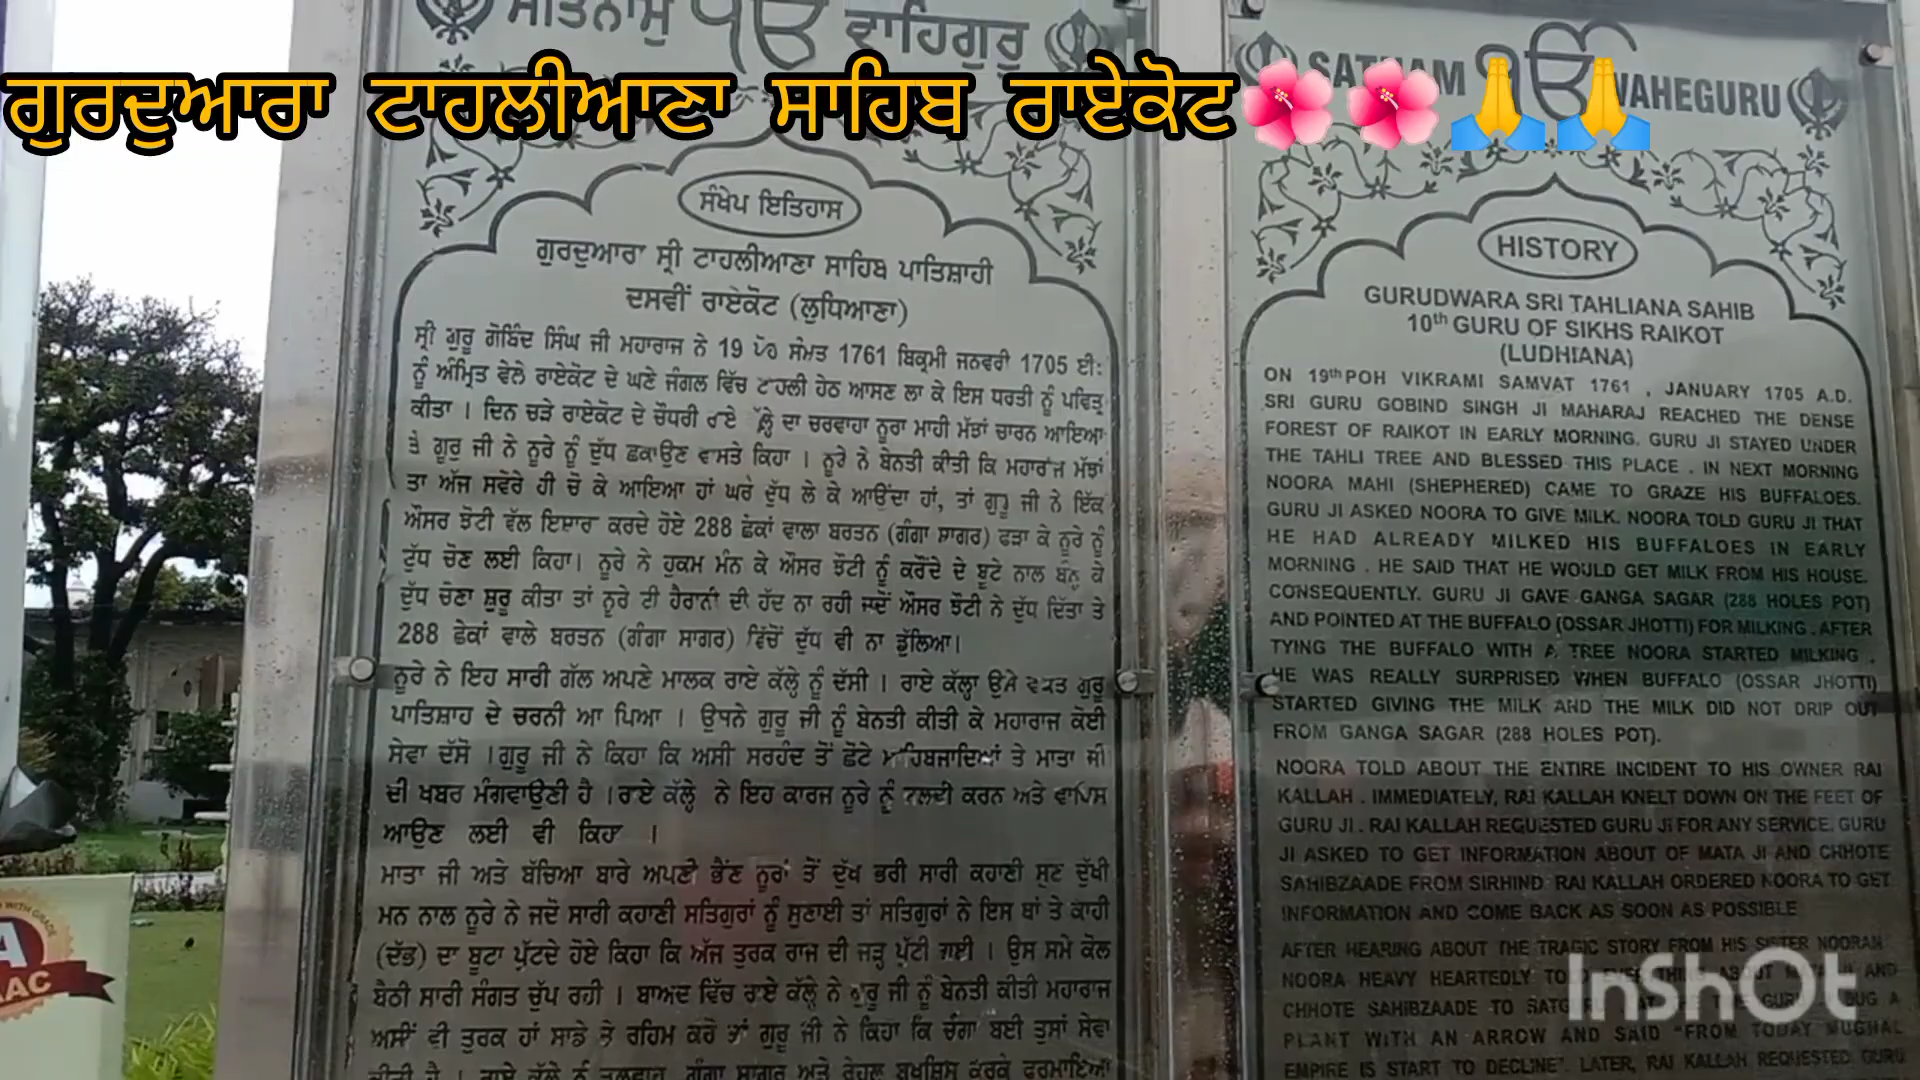 ਗੁਰਦੁਆਰਾ ਟਾਹਲੀਆਣਾ ਸਾਹਿਬ ਰਾਏਕੋਟ🌺🌺🙏🙏
ਸਤਿਨਾਮੁ ੴ ਵਾਹਿਗੁਰੂ
ਸੰਖੇਪ ਇਤਿਹਾਸ
ਗੁਰਦੁਆਰਾ ਸ੍ਰੀ ਟਾਹਲੀਆਣਾ ਸਾਹਿਬ ਪਾਤਿਸ਼ਾਹੀ
ਦਸਵੀਂ ਰਾਏਕੋਟ (ਲੁਧਿਆਣਾ)
ਸ੍ਰੀ ਗੁਰੂ ਗੋਬਿੰਦ ਸਿੰਘ ਜੀ ਮਹਾਰਾਜ ਨੇ 19 ਪੋਹ ਸੰਮਤ 1761 ਬਿਕ੍ਰਮੀ ਜਨਵਰੀ 1705 ਈ:
ਨੂੰ ਅੰਮ੍ਰਿਤ ਵੇਲੇ ਰਾਏਕੋਟ ਦੇ ਘਣੇ ਜੰਗਲ ਵਿੱਚ ਟਾਹਲੀ ਹੇਠ ਆਸਣ ਲਾ ਕੇ ਇਸ ਧਰਤੀ ਨੂੰ ਪਵਿਤ੍ਰ
ਕੀਤਾ । ਦਿਨ ਚੜੇ ਰਾਏਕੋਟ ਦੇ ਚੌਧਰੀ ਰਾਏ ਕੱਲ੍ਹੇ ਦਾ ਚਰਵਾਹਾ ਨੂਰਾ ਮਾਹੀ ਮੱਝਾਂ ਚਾਰਨ ਆਇਆ
ਤੇ ਗੁਰੂ ਜੀ ਨੇ ਨੂਰੇ ਨੂੰ ਦੁੱਧ ਛਕਾਉਣ ਵਾਸਤੇ ਕਿਹਾ । ਨੂਰੇ ਨੇ ਬੇਨਤੀ ਕੀਤੀ ਕਿ ਮਹਾਰਾਜ ਮੱਝਾਂ
ਤਾ ਅੱਜ ਸਵੇਰੇ ਹੀ ਚੋ ਕੇ ਆਇਆ ਹਾਂ ਘਰੇ ਦੁੱਧ ਲੇ ਕੇ ਆਉਂਦਾ ਹਾਂ, ਤਾਂ ਗੁਰੂ ਜੀ ਨੇ ਇੱਕ
ਔਸਰ ਝੋਟੀ ਵੱਲ ਇਸ਼ਾਰਾ ਕਰਦੇ ਹੋਏ 288 ਛੇਕਾਂ ਵਾਲਾ ਬਰਤਨ (ਗੰਗਾ ਸਾਗਰ) ਫੜਾ ਕੇ ਨੂਰੇ ਨੂੰ
ਦੁੱਧ ਚੋਣ ਲਈ ਕਿਹਾ। ਨੂਰੇ ਨੇ ਹੁਕਮ ਮੰਨ ਕੇ ਔਸਰ ਝੋਟੀ ਨੂੰ ਕਰੌਂਦੇ ਦੇ ਬੂਟੇ ਨਾਲ ਬੰਨ੍ਹ ਕੇ
ਦੁੱਧ ਚੋਣਾ ਸ਼ੁਰੂ ਕੀਤਾ ਤਾਂ ਨੂਰੇ ਦੀ ਹੈਰਾਨੀ ਦੀ ਹੱਦ ਨਾ ਰਹੀ ਜਦੋਂ ਔਸਰ ਝੋਟੀ ਨੇ ਦੁੱਧ ਦਿੱਤਾ ਤੇ
288 ਛੇਕਾਂ ਵਾਲੇ ਬਰਤਨ (ਗੰਗਾ ਸਾਗਰ) ਵਿੱਚੋਂ ਦੁੱਧ ਵੀ ਨਾ ਡੁੱਲਿਆ।
ਨੂਰੇ ਨੇ ਇਹ ਸਾਰੀ ਗੱਲ ਅਪਣੇ ਮਾਲਕ ਰਾਏ ਕੱਲ੍ਹੇ ਨੂੰ ਦੱਸੀ । ਰਾਏ ਕੱਲ੍ਹਾ ਉਸੇ ਵਕਤ ਗੁਰੂ
ਪਾਤਿਸ਼ਾਹ ਦੇ ਚਰਨੀ ਆ ਪਿਆ । ਉਸਨੇ ਗੁਰੂ ਜੀ ਨੂੰ ਬੇਨਤੀ ਕੀਤੀ ਕੇ ਮਹਾਰਾਜ ਕੋਈ
ਸੇਵਾ ਦੱਸੋ ।ਗੁਰੂ ਜੀ ਨੇ ਕਿਹਾ ਕਿ ਅਸੀ ਸਰਹੰਦ ਤੋਂ ਛੋਟੇ ਸਾਹਿਬਜਾਦਿਆਂ ਤੇ ਮਾਤਾ ਜੀ
ਦੀ ਖਬਰ ਮੰਗਵਾਉਣੀ ਹੈ ।ਰਾਏ ਕੱਲ੍ਹੇ ਨੇ ਇਹ ਕਾਰਜ ਨੂਰੇ ਨੂੰ ਜਲਦੀ ਕਰਨ ਅਤੇ ਵਾਪਿਸ
ਆਉਣ ਲਈ ਵੀ ਕਿਹਾ ।
ਮਾਤਾ ਜੀ ਅਤੇ ਬੱਚਿਆ ਬਾਰੇ ਅਪਣੀ ਭੈਂਣ ਨੂਰਾਂ ਤੋਂ ਦੁੱਖ ਭਰੀ ਸਾਰੀ ਕਹਾਣੀ ਸੁਣ ਦੁੱਖੀ
ਮਨ ਨਾਲ ਨੂਰੇ ਨੇ ਜਦੋ ਸਾਰੀ ਕਹਾਣੀ ਸਤਿਗੁਰਾਂ ਨੂੰ ਸੁਣਾਈ ਤਾਂ ਸਤਿਗੁਰਾਂ ਨੇ ਇਸ ਥਾਂ ਤੇ ਕਾਹੀ
(ਦੱਭ) ਦਾ ਬੂਟਾ ਪੁੱਟਦੇ ਹੋਏ ਕਿਹਾ ਕਿ ਅੱਜ ਤੁਰਕ ਰਾਜ ਦੀ ਜੜ੍ਹ ਪੁੱਟੀ ਗਈ । ਉਸ ਸਮੇ ਕੋਲ
ਬੈਠੀ ਸਾਰੀ ਸੰਗਤ ਚੁੱਪ ਰਹੀ । ਬਾਅਦ ਵਿੱਚ ਰਾਏ ਕੱਲ੍ਹੇ ਨੇ ਗੁਰੂ ਜੀ ਨੂੰ ਬੇਨਤੀ ਕੀਤੀ ਮਹਾਰਾਜ
ਅਸੀਂ ਵੀ ਤੁਰਕ ਹਾਂ ਸਾਡੇ ਤੇ ਰਹਿਮ ਕਰੋ ਤਾਂ ਗੁਰੂ ਜੀ ਨੇ ਕਿਹਾ ਕਿ ਚੰਗਾ ਬਈ ਤੁਸਾਂ ਸੇਵਾ
ਕੀਤੀ ਹੈ । ਰਾਏ ਕੱਲੇ ਨੂੰ ਤਲਵਾਰ, ਗੰਗਾ ਸਾਗਰ ਅਤੇ ਰੇਹਲ ਬਖਸ਼ਿਸ਼ ਕਰਕੇ ਫਰਮਾਇਆ
SATNAM ੴ WAHEGURU
HISTORY
GURUDWARA SRI TAHLIANA SAHIB
10th GURU OF SIKHS RAIKOT
(LUDHIANA)
ON 19th POH VIKRAMI SAMVAT 1761 , JANUARY 1705 A.D.
SRI GURU GOBIND SINGH JI MAHARAJ REACHED THE DENSE
FOREST OF RAIKOT IN EARLY MORNING. GURU JI STAYED UNDER
THE TAHLI TREE AND BLESSED THIS PLACE . IN NEXT MORNING
NOORA MAHI (SHEPHERED) CAME TO GRAZE HIS BUFFALOES.
GURU JI ASKED NOORA TO GIVE MILK. NOORA TOLD GURU JI THAT
HE HAD ALREADY MILKED HIS BUFFALOES IN EARLY
MORNING . HE SAID THAT HE WOULD GET MILK FROM HIS HOUSE.
CONSEQUENTLY. GURU JI GAVE GANGA SAGAR (288 HOLES POT)
AND POINTED AT THE BUFFALO (OSSAR JHOTTI) FOR MILKING . AFTER
TYING THE BUFFALO WITH A TREE NOORA STARTED MILKING .
HE WAS REALLY SURPRISED WHEN BUFFALO (OSSAR JHOTTI)
STARTED GIVING THE MILK AND THE MILK DID NOT DRIP OUT
FROM GANGA SAGAR (288 HOLES POT).
NOORA TOLD ABOUT THE ENTIRE INCIDENT TO HIS OWNER RAI
KALLAH . IMMEDIATELY, RAI KALLAH KNELT DOWN ON THE FEET OF
GURU JI . RAI KALLAH REQUESTED GURU JI FOR ANY SERVICE. GURU
JI ASKED TO GET INFORMATION ABOUT OF MATA JI AND CHHOTE
SAHIBZAADE FROM SIRHIND. RAI KALLAH ORDERED NOORA TO GET
INFORMATION AND COME BACK AS SOON AS POSSIBLE
AFTER HEARING ABOUT THE TRAGIC STORY FROM HIS SISTER NOORAN
NOORA HEAVY HEARTEDLY TOLD EVERYTHING ABOUT MATA JI AND
CHHOTE SAHIBZAADE TO SATGURU AT THE TIME GURU JI DUG A
PLANT WITH AN ARROW AND SAID "FROM TODAY MUGHAL
EMPIRE IS START TO DECLINE". LATER, RAI KALLAH REQUESTED GURU
WITH GRADE
A
AAC
InShOt